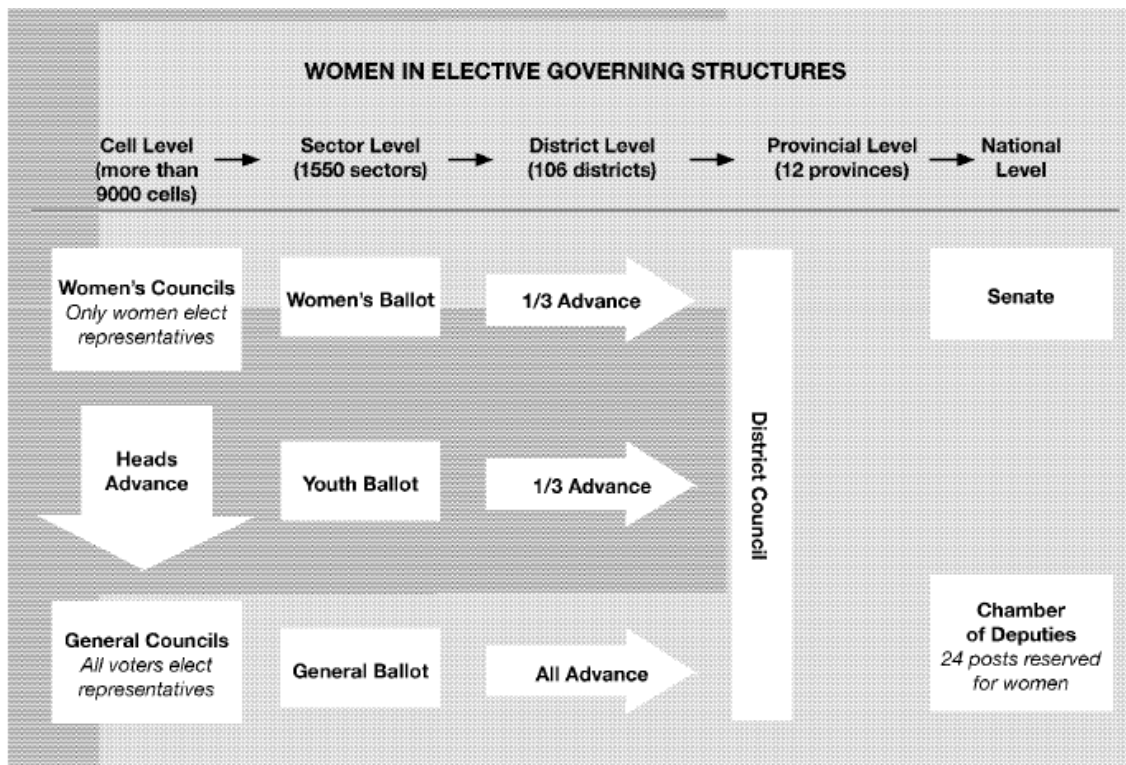 WOMEN IN ELECTIVE GOVERNING STRUCTURES
Cell Level
(more than
9000 cells)
Sector Level
(1550 sectors)
District Level
(106 districts)
Provincial Level
(12 provinces)
National
Level
Women's Councils
Only women elect
representatives
Women's Ballot
1/3 Advance
Senate
Heads
Advance
Youth Ballot
1/3 Advance
District Council
General Councils
All voters elect
representatives
General Ballot
All Advance
Chamber
of Deputies
24 posts reserved
for women